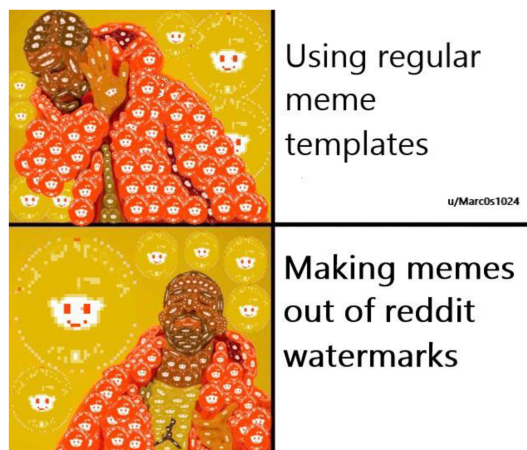 Using regular
meme
templates
u/Marc0s1024
Making memes
out of reddit
watermarks